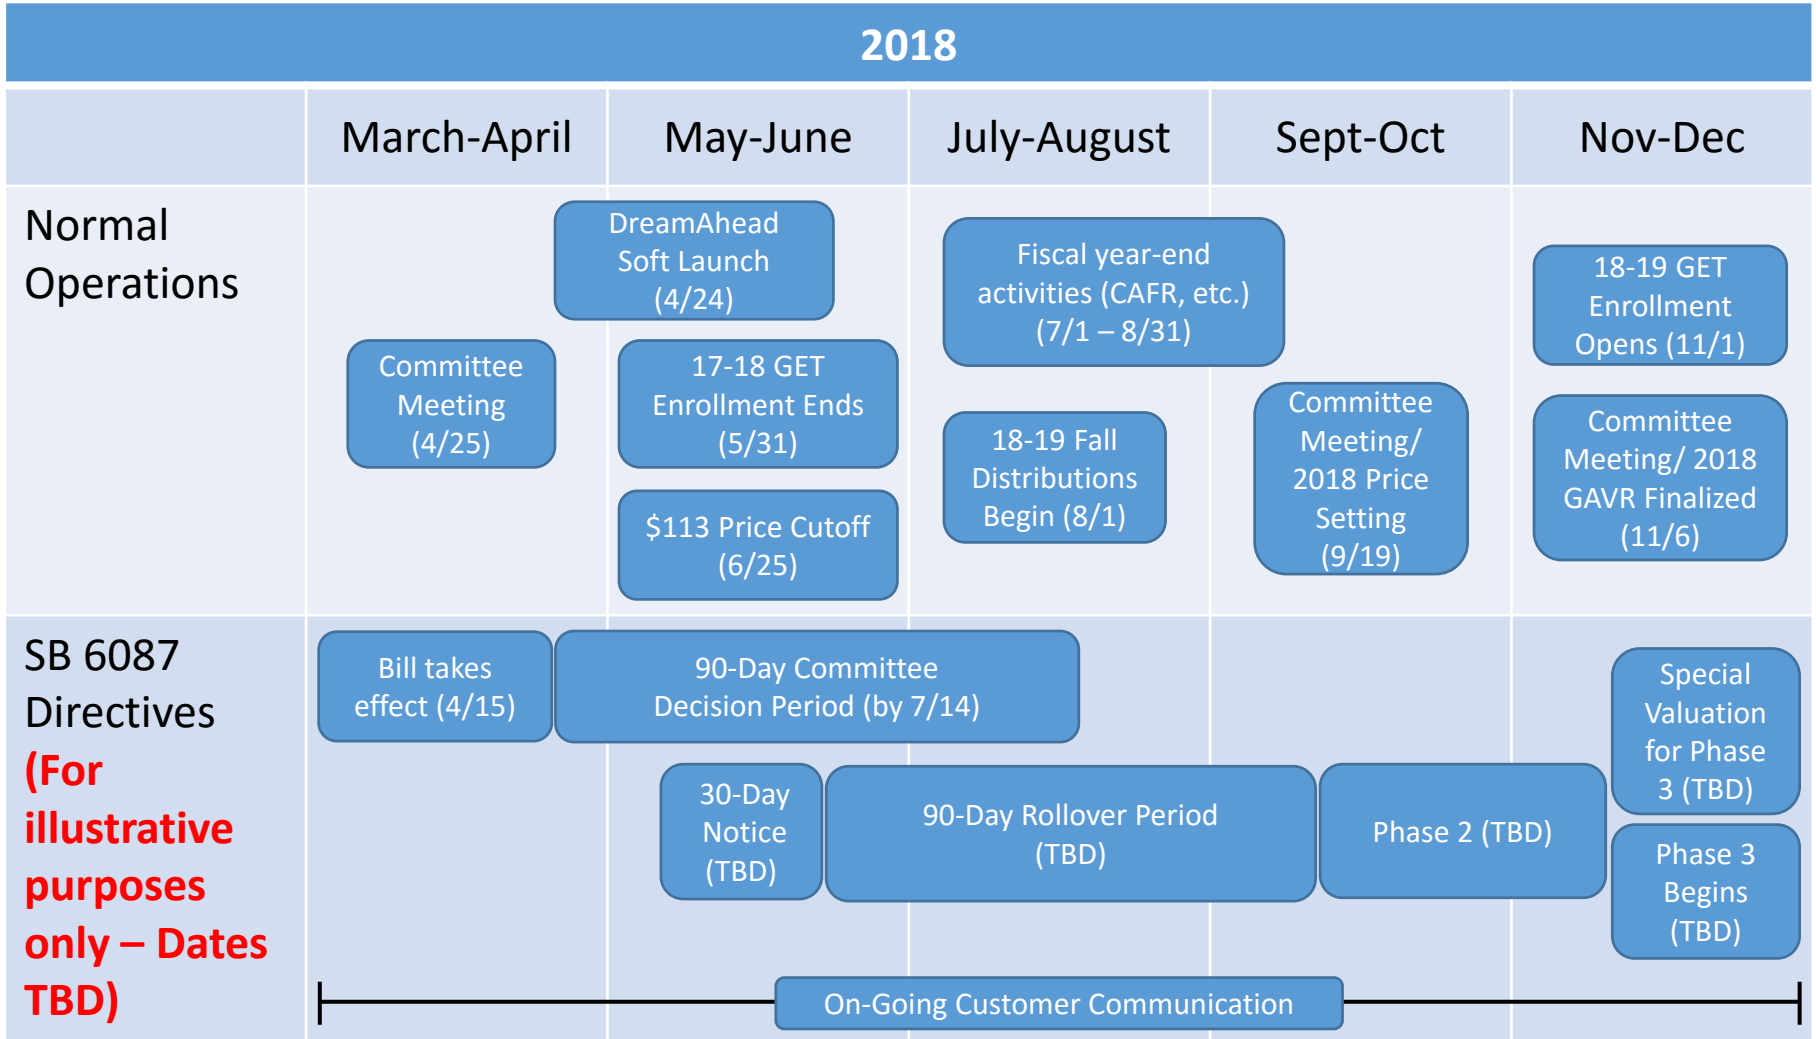 2018
March-April
May-June
July-August
Sept-Oct
Nov-Dec
Normal
Operations
DreamAhead
Soft Launch
(4/24)
Committee
Meeting
(4/25)
17-18 GET
Enrollment Ends
(5/31)
$113 Price Cutoff
(6/25)
Fiscal year-end
activities (CAFR, etc.)
(7/1 – 8/31)
18-19 Fall
Distributions
Begin (8/1)
Committee
Meeting/
2018 Price
Setting
(9/19)
18-19 GET
Enrollment
Opens (11/1)
Committee
Meeting/ 2018
GAVR Finalized
(11/6)
SB 6087
Directives
(For
illustrative
purposes
only – Dates
TBD)
Bill takes
effect (4/15)
90-Day Committee
Decision Period (by 7/14)
30-Day
Notice
(TBD)
90-Day Rollover Period
(TBD)
Phase 2 (TBD)
Special
Valuation
for Phase
3 (TBD)
Phase 3
Begins
(TBD)
On-Going Customer Communication